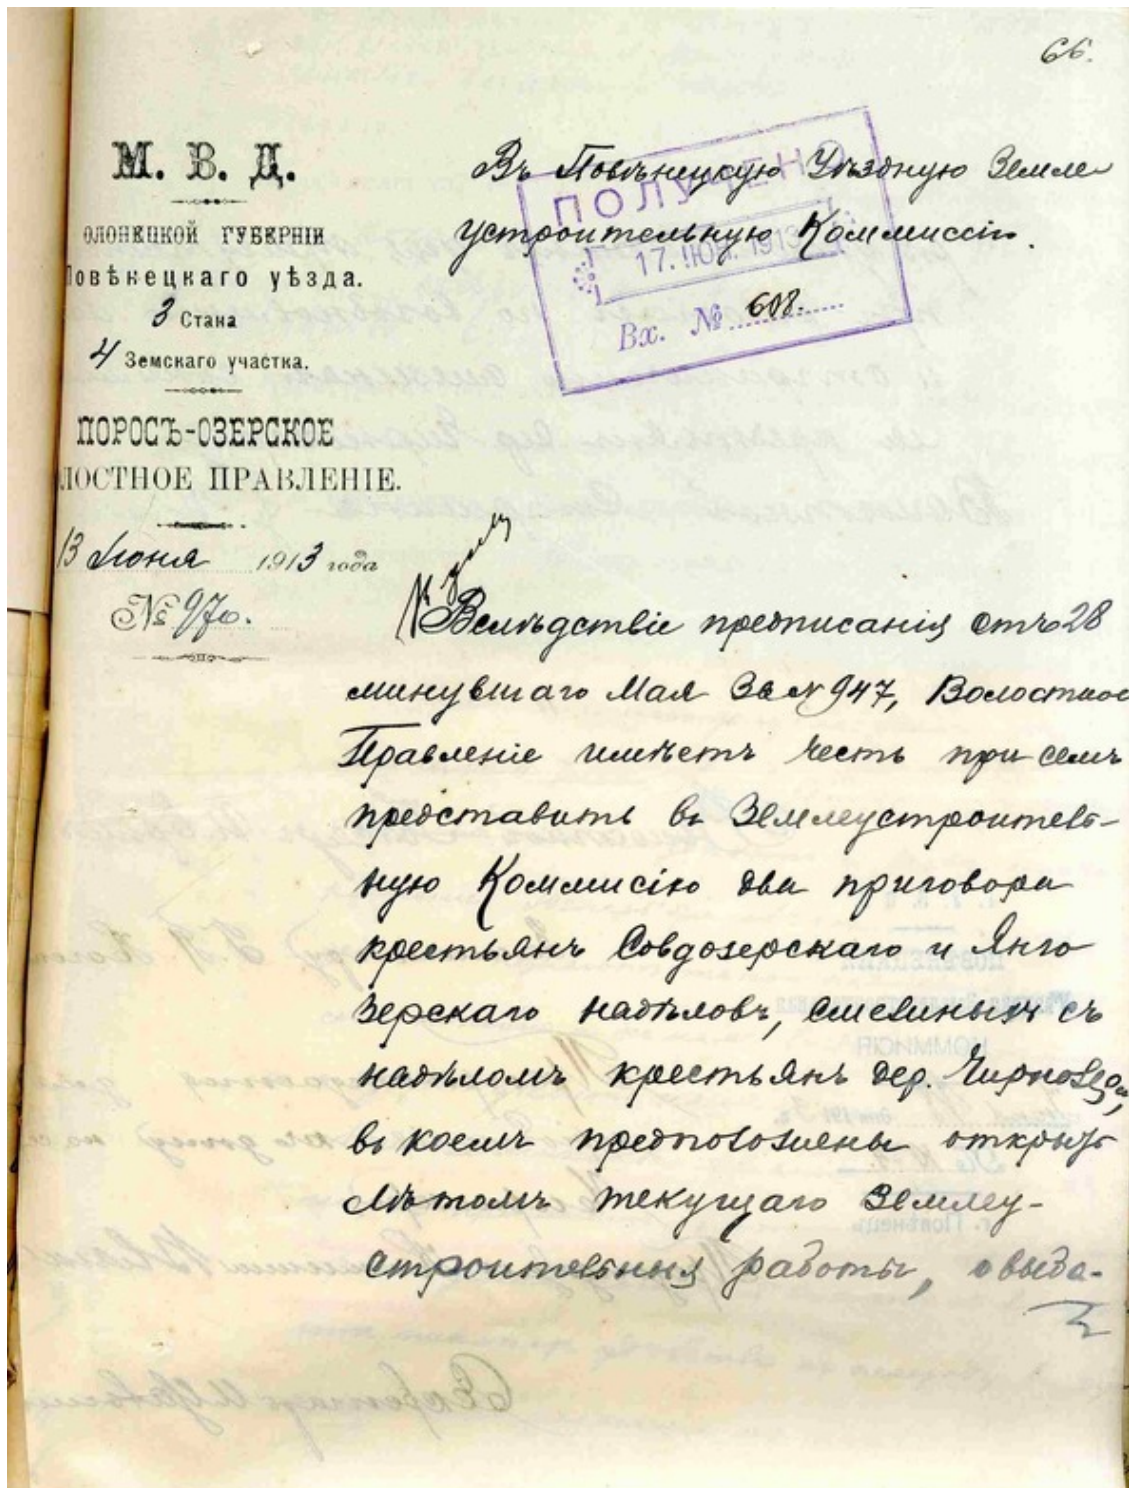 66.
М. В. Д.
ОЛОНЕЦКОЙ ГУБЕРНІИ
Повѣнецкаго уѣзда.
3 Стана
4 Земскаго участка.
ПОРОСЪ-ОЗЕРСКОЕ
ЛОСТНОЕ ПРАВЛЕНІЕ.
13 Іюня 1913 года
№ 970.
Въ Повѣнецкую Уѣздную Земле
устроительную Коммиссію.
ПОЛУЧЕНО
17. ІЮН. 1913
Вх. № 608.
К делу
Вслѣдствіе предписанія отъ 28
минувшаго Мая за № 947, Волостное
Правленіе имѣетъ честь при семъ
представить въ Землеустроитель-
ную Коммисію два приговора
крестьянъ Совдозерскаго и Янго
зерскаго надѣловъ, смежныхъ съ
надѣломъ крестьянъ дер.
въ коемъ предположены открыть
лѣтомъ текущаго Землеу-
строительныя работы, о выда-